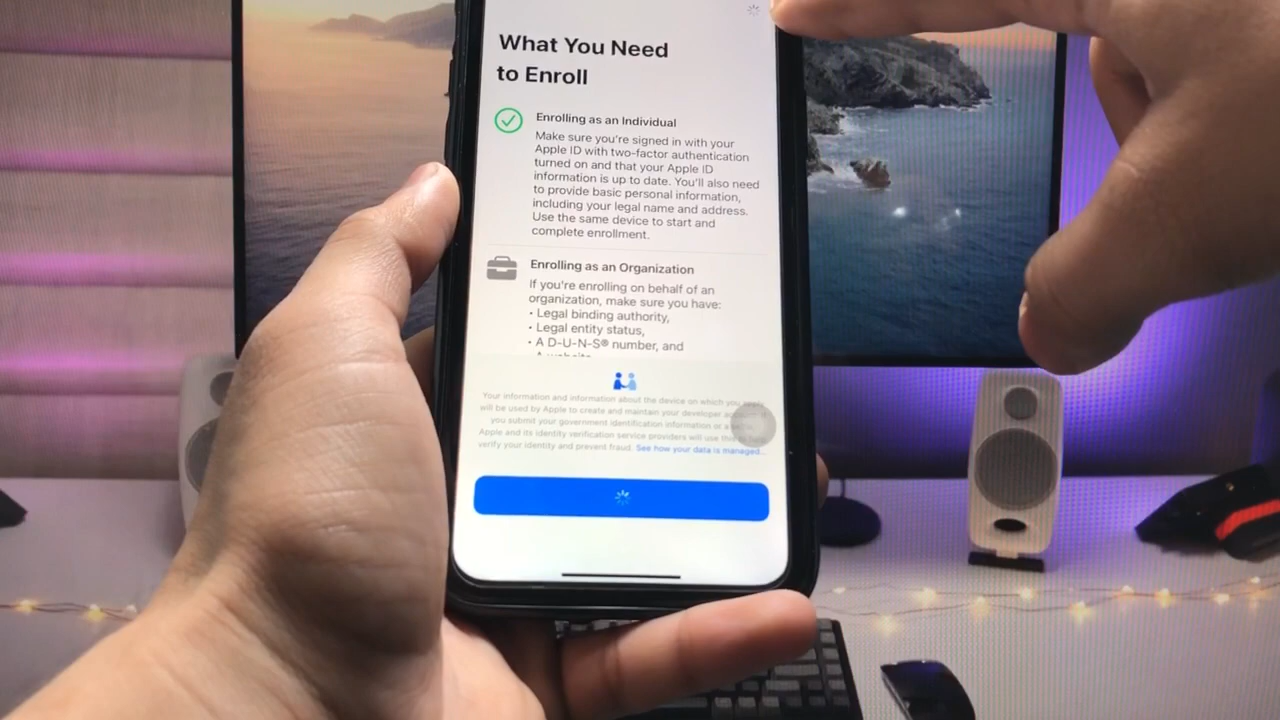 What You Need
to Enroll
Enrolling as an Individual
Make sure you're signed in with your
Apple ID with two-factor authentication
turned on and that your Apple ID
information is up to date. You'll also need
to provide basic personal information,
including your legal name and address.
Use the same device to start and
complete enrollment.
Enrolling as an Organization
If you're enrolling on behalf of an
organization, make sure you have:
• Legal binding authority,
• Legal entity status,
• A D-U-N-S® number, and
Your information and information about the device on which you apply
will be used by Apple to create and maintain your developer
you submit your government identification information or
Apple and its identity verification service providers will use
verify your identity and prevent fraud. See how your data is managed...